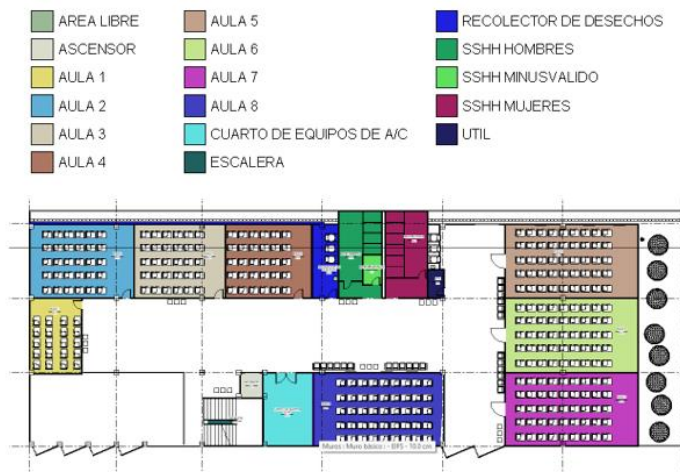 AREA LIBRE
ASCENSOR
AULA 1
AULA 2
AULA 3
AULA 4
AULA 5
AULA 6
AULA 7
AULA 8
CUARTO DE EQUIPOS DE A/C
ESCALERA
RECOLECTOR DE DESECHOS
SSHH HOMBRES
SSHH MINUSVALIDO
SSHH MUJERES
UTIL